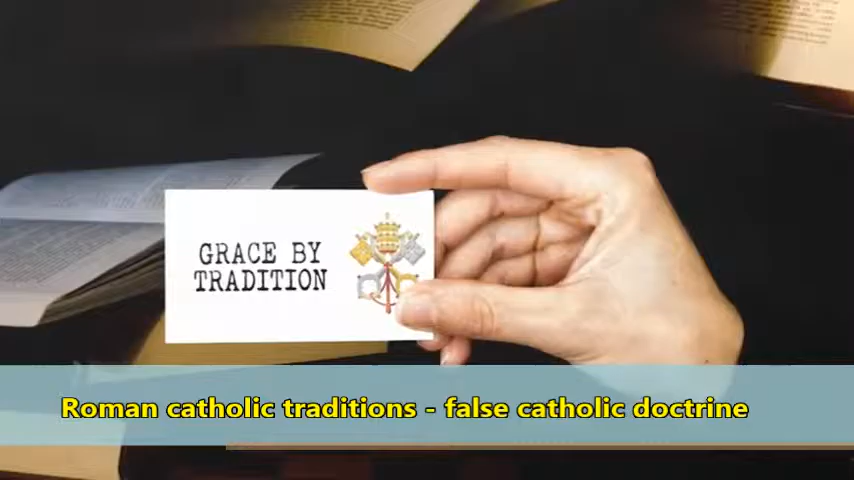 GRACE BY
TRADITION
Roman catholic traditions - false catholic doctrine